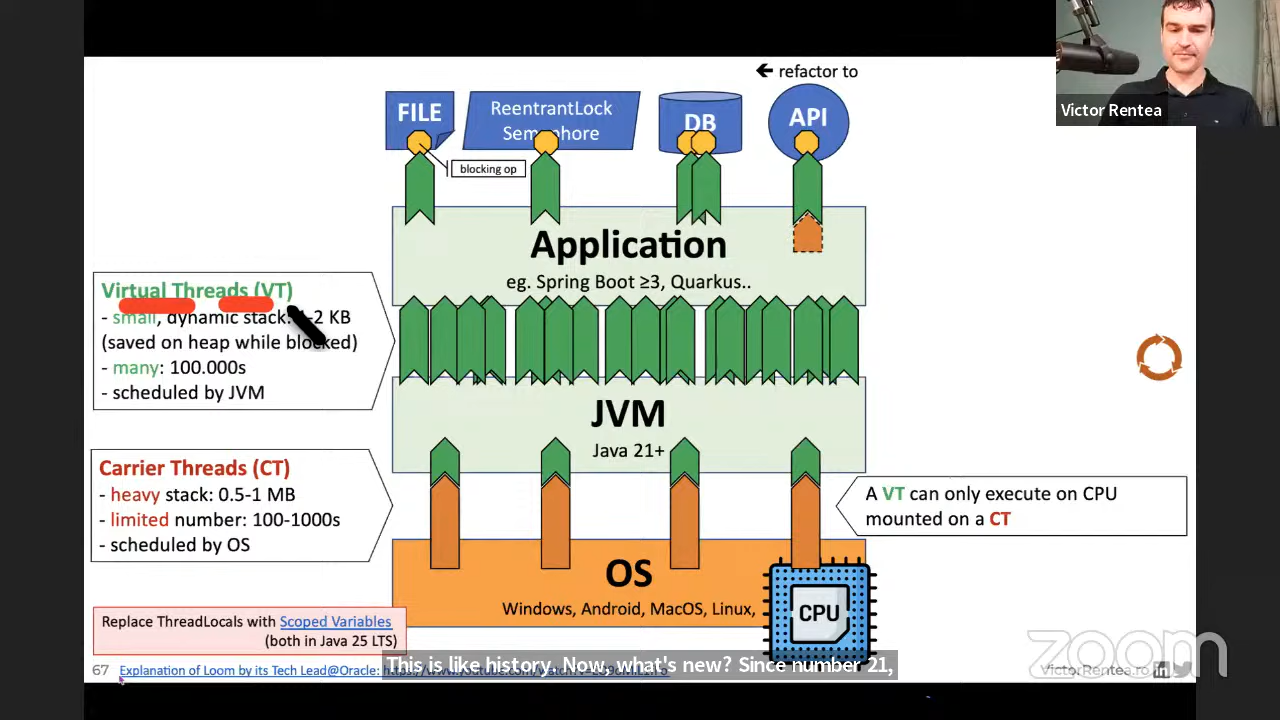 ← refactor to
FILE
ReentrantLock
Semaphore
DB
API
Victor Rentea
blocking op
Application
eg. Spring Boot ≥3, Quarkus..
Virtual Threads (VT)
- small, dynamic stack: 1-2 KB
(saved on heap while blocked)
- many: 100.000s
- scheduled by JVM
JVM
Java 21+
Carrier Threads (CT)
- heavy stack: 0.5-1 MB
- limited number: 100-1000s
- scheduled by OS
A VT can only execute on CPU
mounted on a CT
OS
Windows, Android, MacOS, Linux,
CPU
Replace ThreadLocals with Scoped Variables
(both in Java 25 LTS)
zoom
This is like history. Now, what's new? Since number 21,
67 Explanation of Loom by its Tech Lead@Oracle:
VictorRentea.ro